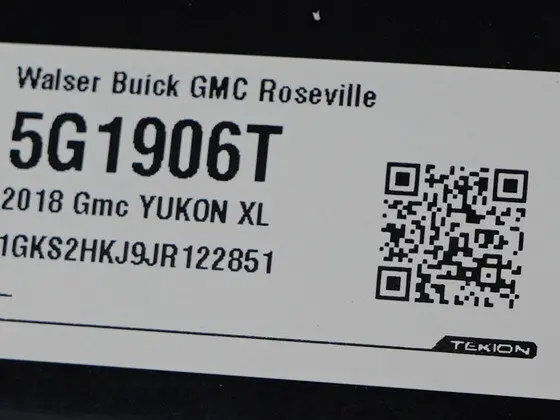 Walser Buick GMC Roseville
5G1906T
2018 Gmc YUKON XL
1GKS2HKJ9JR122851
TEKION